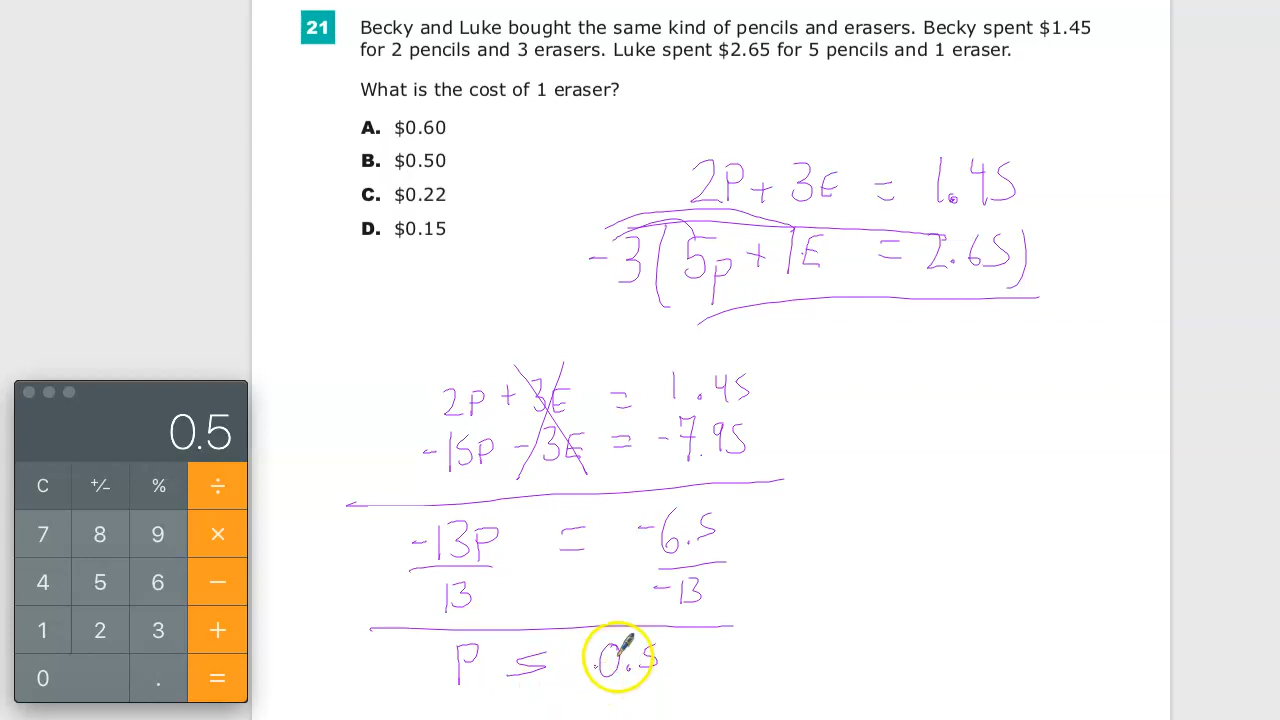 21 Becky and Luke bought the same kind of pencils and erasers. Becky spent $1.45
for 2 pencils and 3 erasers. Luke spent $2.65 for 5 pencils and 1 eraser.
What is the cost of 1 eraser?
A. $0.60
B. $0.50
C. $0.22
D. $0.15
2P + 3E = 1.45
-3(5p + 1E = 2.65)
2P + 3E = 1.45
-15P - 3E = -7.95
-13P = -6.5
13 -13
P = 0.5
0.5
C +/- % ÷
7 8 9 ×
4 5 6 −
1 2 3 +
0 . =